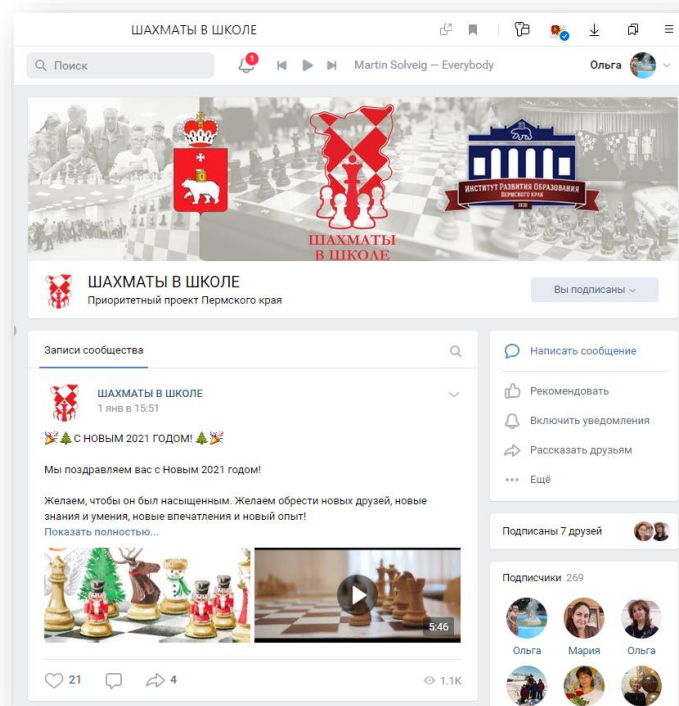 ШАХМАТЫ В ШКОЛЕ
Поиск
1
Martin Solveig — Everybody
Ольга
ШАХМАТЫ
В ШКОЛЕ
ИНСТИТУТ РАЗВИТИЯ ОБРАЗОВАНИЯ
ПЕРМСКОГО КРАЯ
ШАХМАТЫ В ШКОЛЕ
Приоритетный проект Пермского края
Вы подписаны
Записи сообщества
ШАХМАТЫ В ШКОЛЕ
1 янв в 15:51
С НОВЫМ 2021 ГОДОМ!
Мы поздравляем вас с Новым 2021 годом!
Желаем, чтобы он был насыщенным. Желаем обрести новых друзей, новые
знания и умения, новые впечатления и новый опыт!
Показать полностью...
5:46
21
4
1.1K
Написать сообщение
Рекомендовать
Включить уведомления
Рассказать друзьям
Ещё
Подписаны 7 друзей
Подписчики 269
Ольга
Мария
Ольга